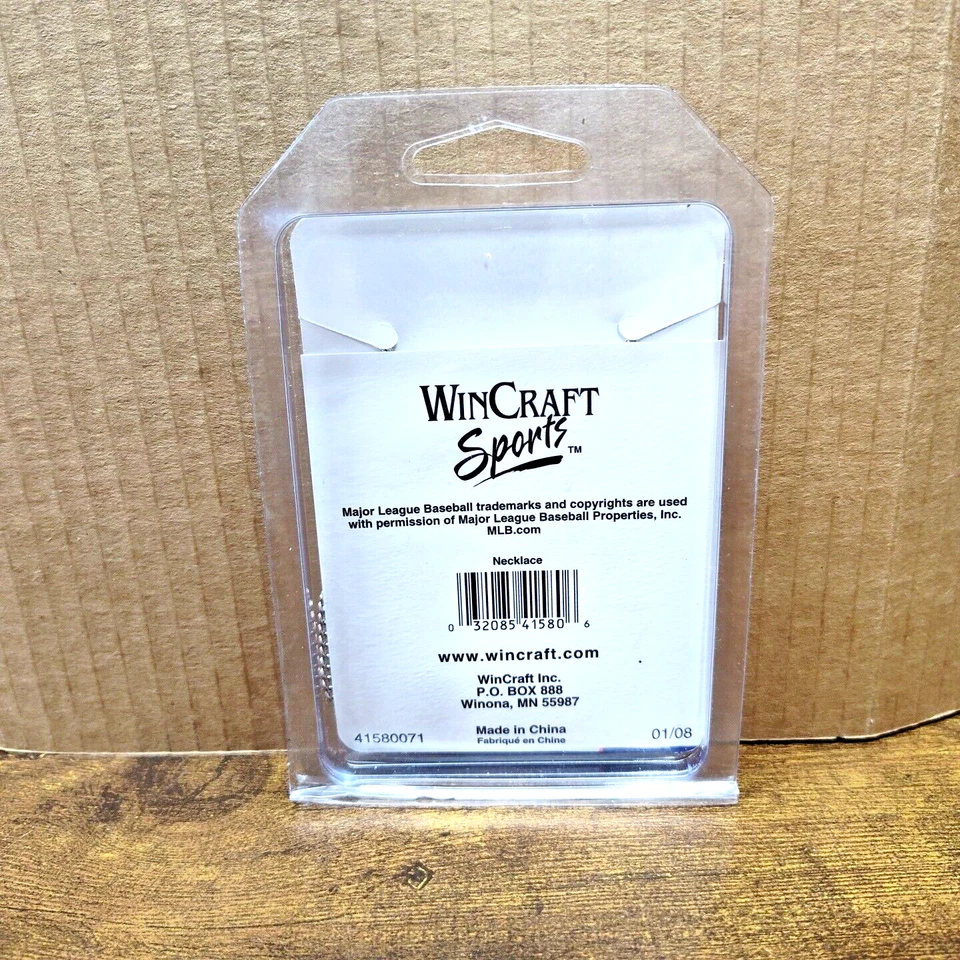 WINCRAFT
Sports™
Major League Baseball trademarks and copyrights are used
with permission of Major League Baseball Properties, Inc.
MLB.com
Necklace
0 32085 41580 6
www.wincraft.com
WinCraft Inc.
P.O. BOX 888
Winona, MN 55987
41580071 Made in China 01/08
Fabriqué en Chine